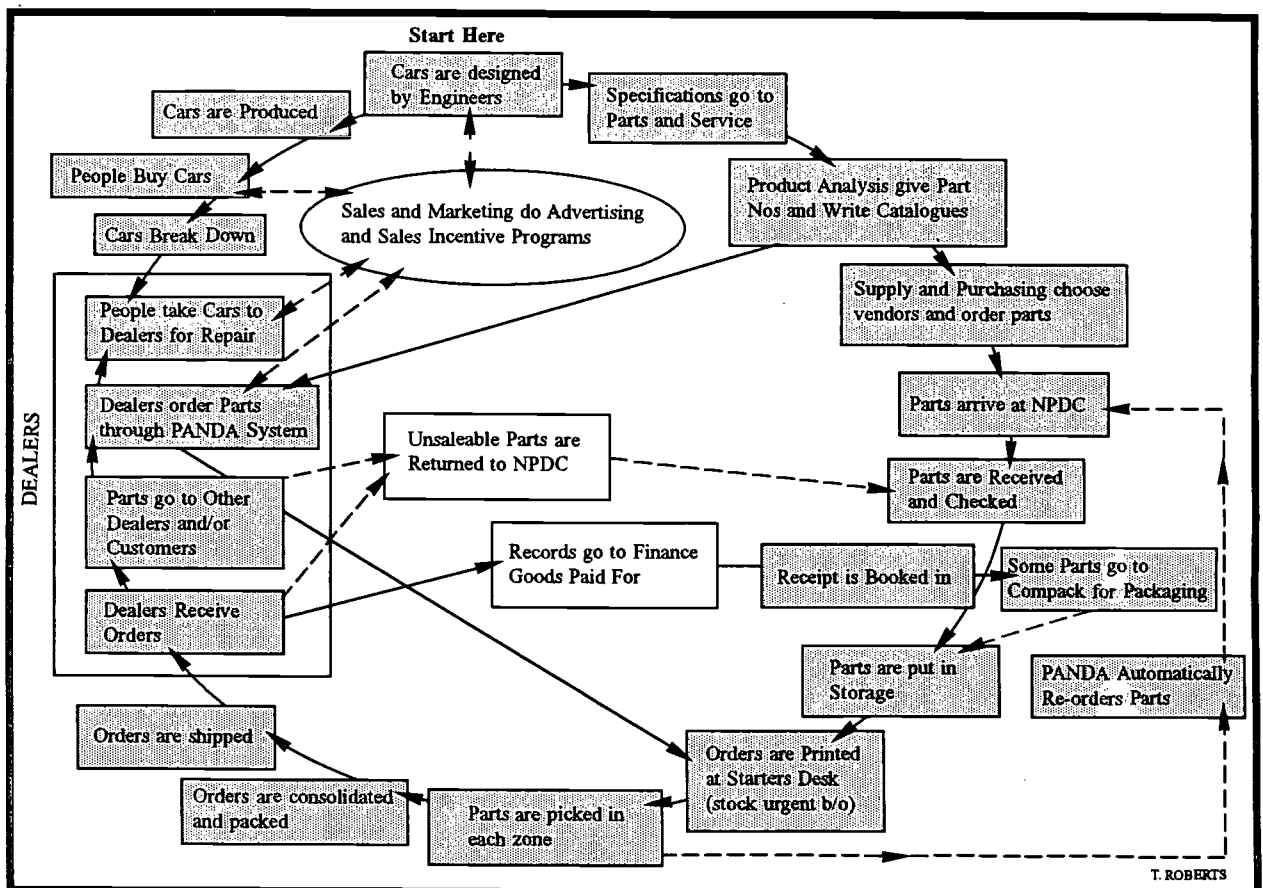 Start Here
Cars are designed
by Engineers
Specifications go to
Parts and Service
Cars are Produced
People Buy Cars
Product Analysis give Part
Nos and Write Catalogues
Sales and Marketing do Advertising
and Sales Incentive Programs
Cars Break Down
Supply and Purchasing choose
vendors and order parts
DEALERS
People take Cars to
Dealers for Repair
Dealers order Parts
through PANDA System
Parts arrive at NPDC
Unsaleable Parts are
Returned to NPDC
Parts are Received
and Checked
Parts go to Other
Dealers and/or
Customers
Records go to Finance
Goods Paid For
Receipt is Booked in
Some Parts go to
Compack for Packaging
Dealers Receive
Orders
Parts are put in
Storage
PANDA Automatically
Re-orders Parts
Orders are shipped
Orders are Printed
at Starters Desk
(stock urgent b/o)
Orders are consolidated
and packed
Parts are picked in
each zone
T. ROBERTS